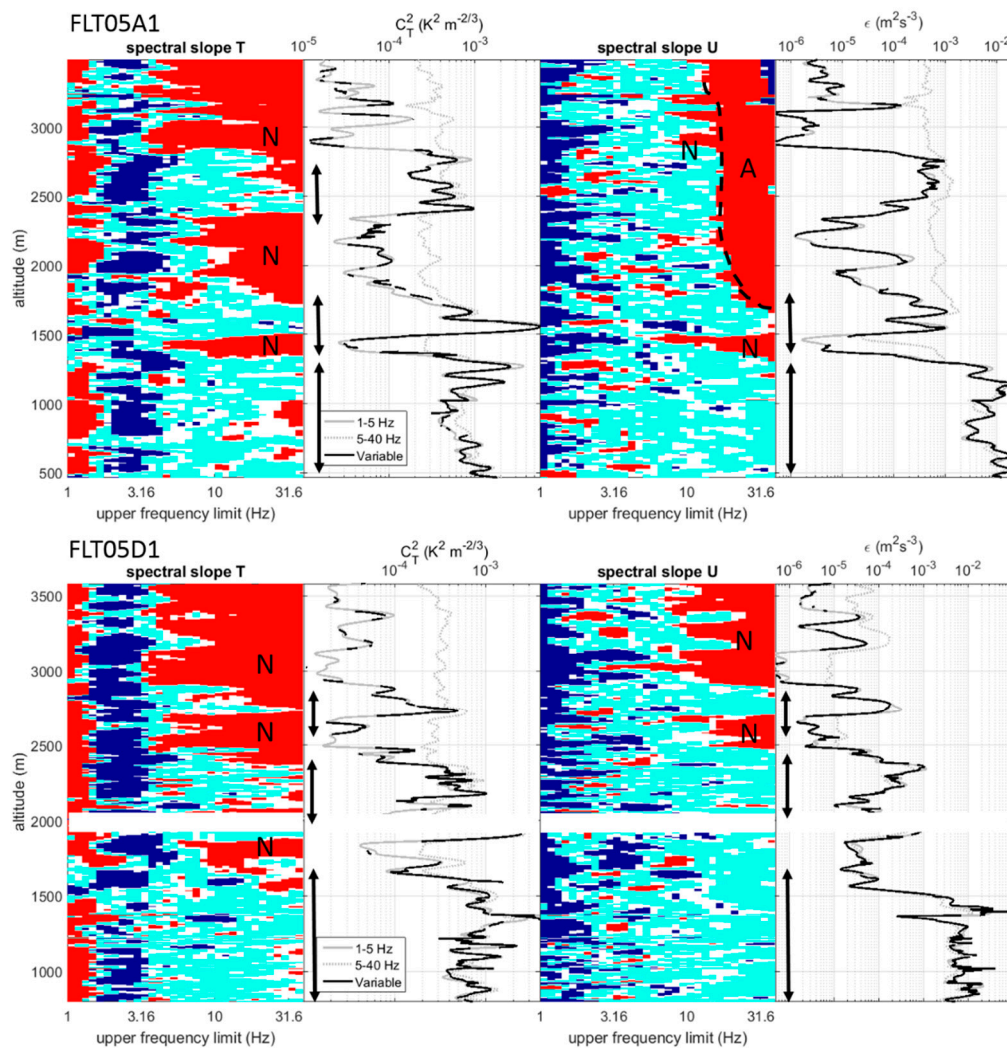 FLT05A1
spectral slope T
10^-5 10^-4 10^-3
C_T^2 (K^2 m^-2/3)
spectral slope U
10^-6 10^-5 10^-4 10^-3 10^-2
ϵ (m^2s^-3)
altitude (m)
3000
2500
2000
1500
1000
500
N
N
N
N
A
N
1-5 Hz
5-40 Hz
Variable
1 3.16 10 31.6
upper frequency limit (Hz)
1 3.16 10 31.6
upper frequency limit (Hz)
FLT05D1
spectral slope T
C_T^2 (K^2 m^-2/3)
10^-4 10^-3
spectral slope U
ϵ (m^2s^-3)
10^-6 10^-5 10^-4 10^-3 10^-2
altitude (m)
3500
3000
2500
2000
1500
1000
N
N
N
N
N
1-5 Hz
5-40 Hz
Variable
1 3.16 10 31.6
upper frequency limit (Hz)
1 3.16 10 31.6
upper frequency limit (Hz)